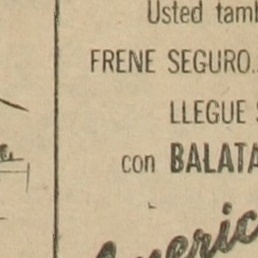 Usted tamb
FRENE SEGURO..
LLEGUE S
con BALATA